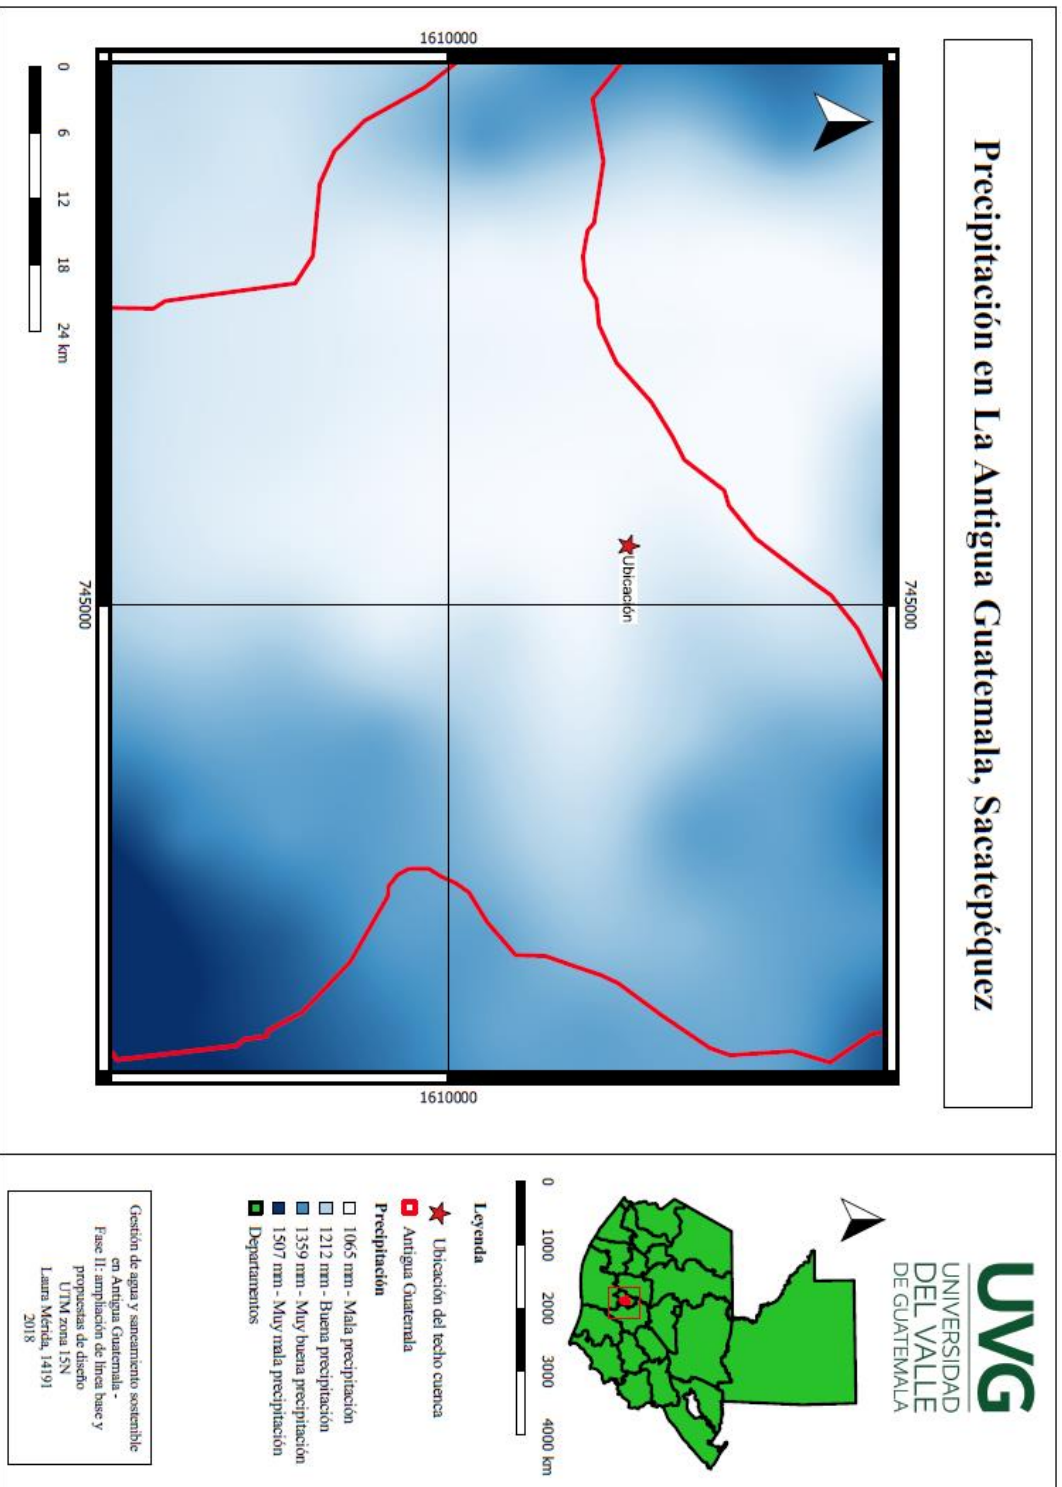 Precipitación en La Antigua Guatemala, Sacatepéquez
745000
1610000
1610000
745000
Ubicación
0 6 12 18 24 km
UVG
UNIVERSIDAD
DEL VALLE
DE GUATEMALA
0 1000 2000 3000 4000 km
Leyenda
Ubicación del techo cuenca
Antigua Guatemala
Precipitación
1065 mm - Mala precipitación
1212 mm - Buena precipitación
1359 mm - Muy buena precipitación
1507 mm - Muy mala precipitación
Departamentos
Gestión de agua y saneamiento sostenible
en Antigua Guatemala -
Fase II: ampliación de línea base y
propuestas de diseño
UTM zona 15N
Laura Mérida, 14191
2018